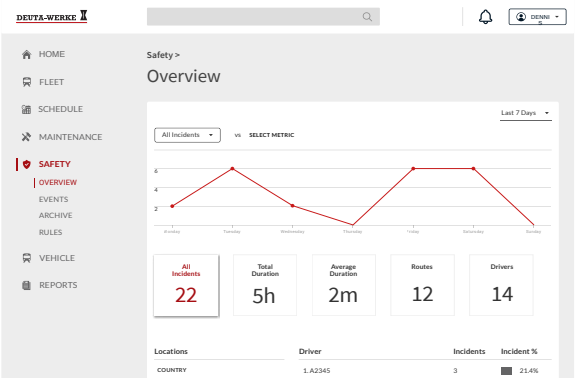 DEUTA-WERKE
DENNI
S
HOME
FLEET
SCHEDULE
MAINTENANCE
SAFETY
OVERVIEW
EVENTS
ARCHIVE
RULES
VEHICLE
REPORTS
Safety >
Overview
Last 7 Days
All Incidents vs SELECT METRIC
6
4
2
Monday Tuesday Wednesday Thursday Friday Saturday Sunday
All
Incidents
22
Total
Duration
5h
Average
Duration
2m
Routes
12
Drivers
14
Locations Driver Incidents Incident %
COUNTRY 1. A2345 3 21.4%